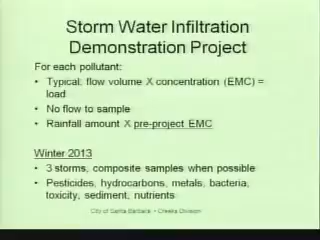 Storm Water Infiltration
Demonstration Project
For each pollutant:
• Typical: flow volume X concentration (EMC) =
load
• No flow to sample
• Rainfall amount X pre-project EMC
Winter 2013
• 3 storms, composite samples when possible
• Pesticides, hydrocarbons, metals, bacteria,
toxicity, sediment, nutrients
City of Santa Barbara • Creeks Division